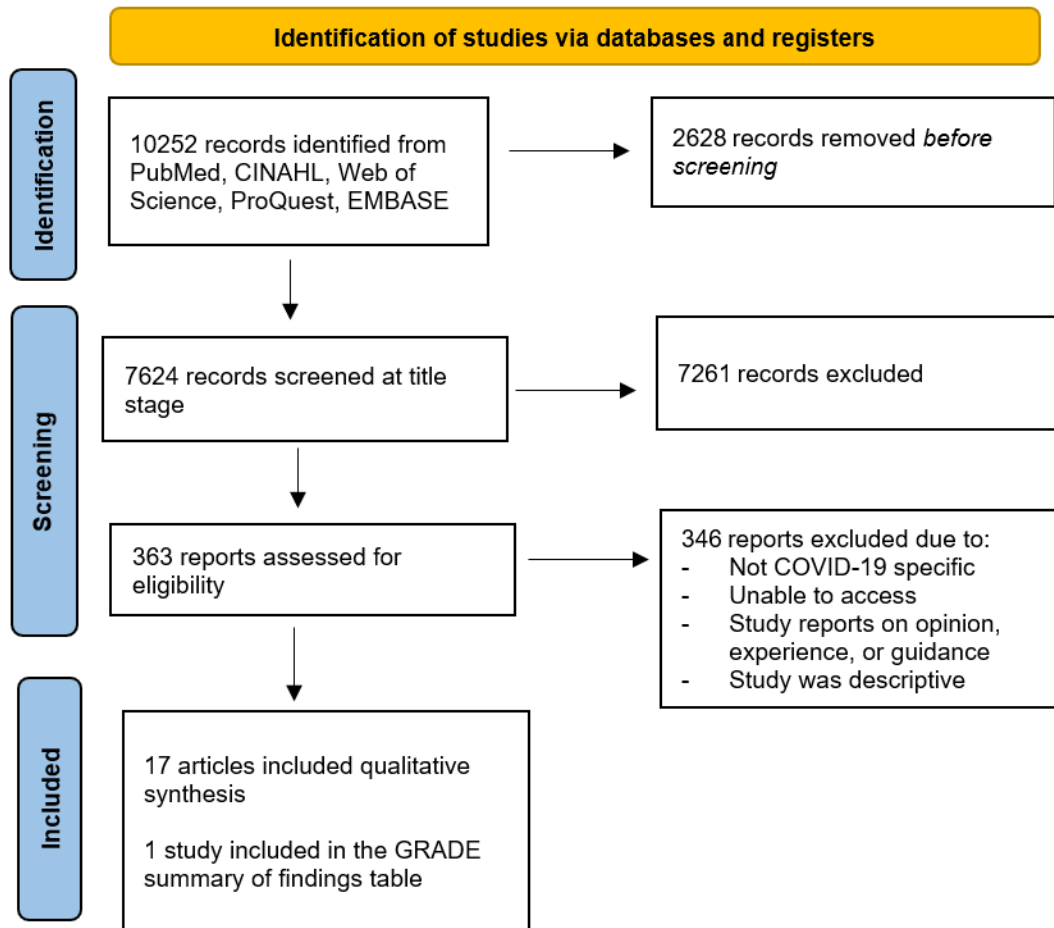 Identification of studies via databases and registers
Identification
10252 records identified from
PubMed, CINAHL, Web of
Science, ProQuest, EMBASE
2628 records removed before
screening
Screening
7624 records screened at title
stage
7261 records excluded
363 reports assessed for
eligibility
346 reports excluded due to:
- Not COVID-19 specific
- Unable to access
- Study reports on opinion,
experience, or guidance
- Study was descriptive
Included
17 articles included qualitative
synthesis
1 study included in the GRADE
summary of findings table